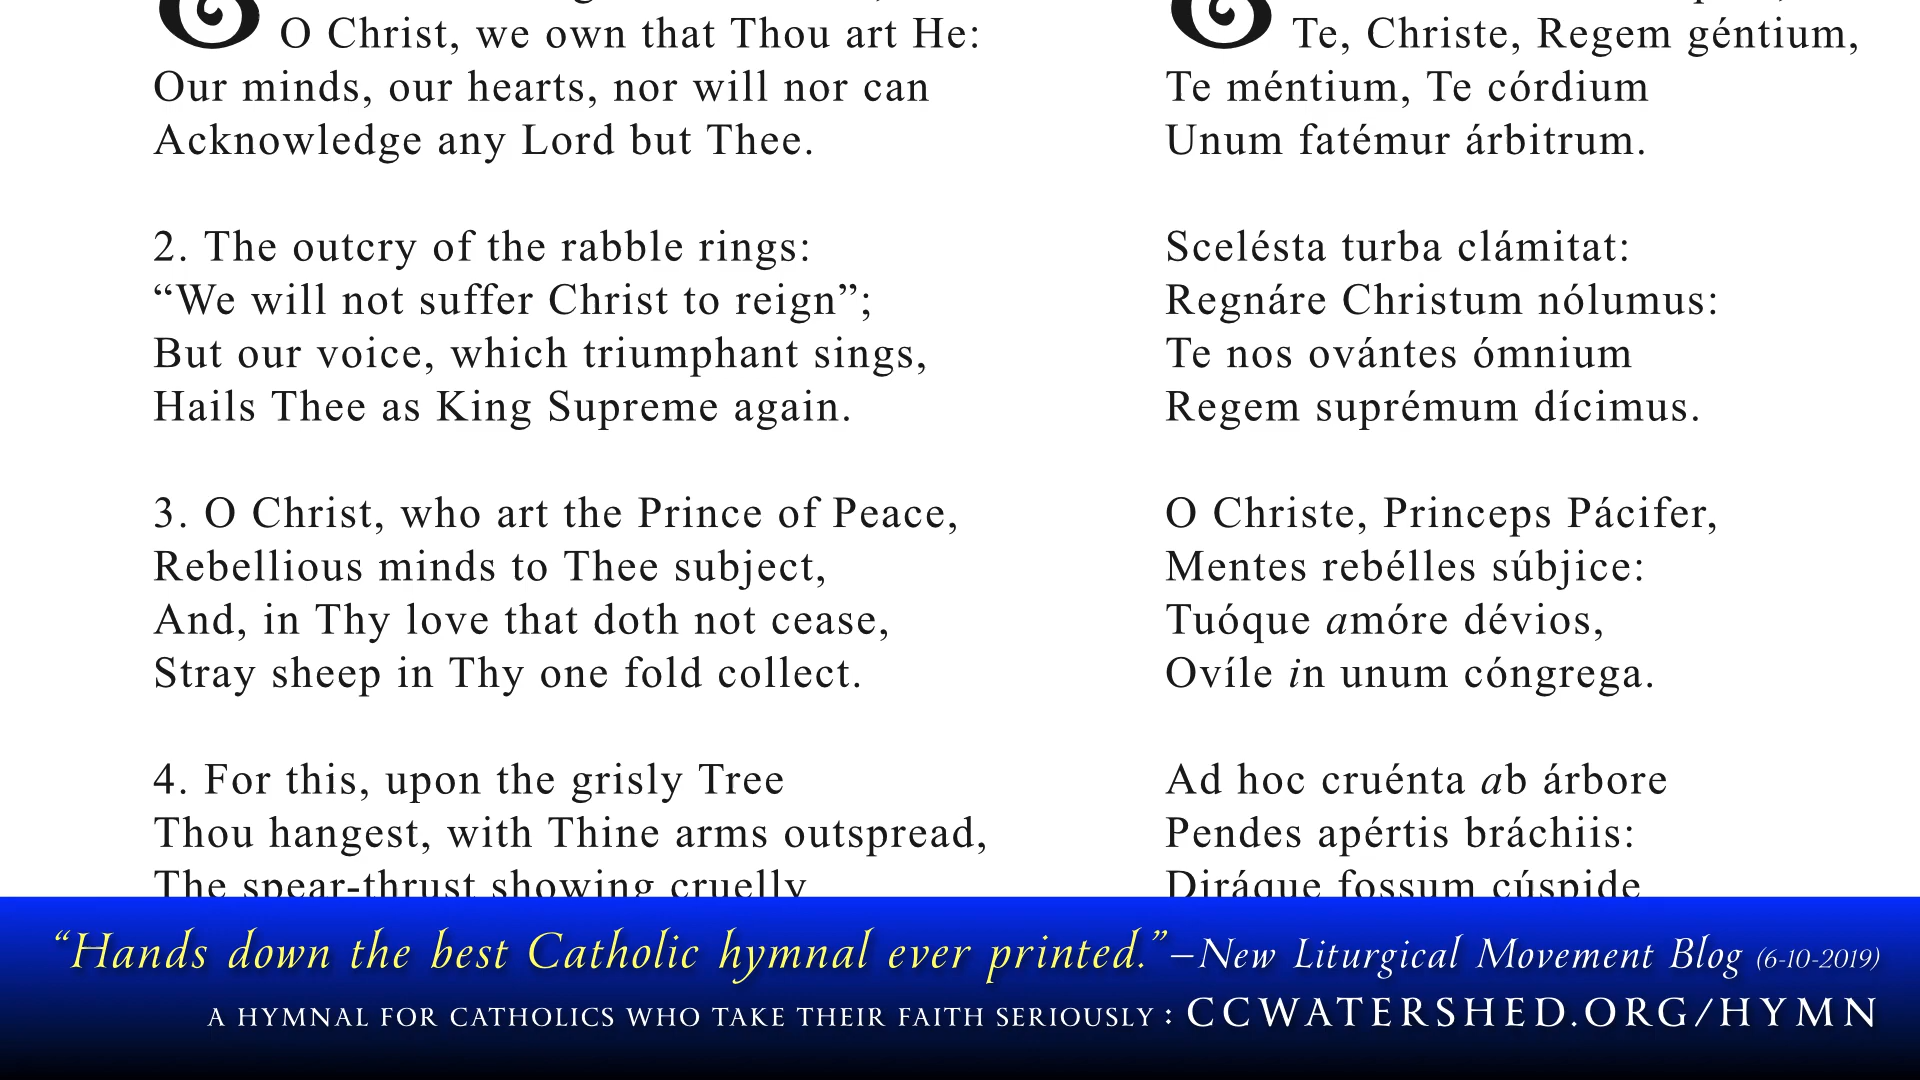 O Christ, we own that Thou art He:
Our minds, our hearts, nor will nor can
Acknowledge any Lord but Thee.
2. The outcry of the rabble rings:
“We will not suffer Christ to reign”;
But our voice, which triumphant sings,
Hails Thee as King Supreme again.
3. O Christ, who art the Prince of Peace,
Rebellious minds to Thee subject,
And, in Thy love that doth not cease,
Stray sheep in Thy one fold collect.
4. For this, upon the grisly Tree
Thou hangest, with Thine arms outspread,
The spear-thrust showing cruelly
Te, Christe, Regem géntium,
Te méntium, Te córdium
Unum fatémur árbitrum.
Scelésta turba clámitat:
Regnáre Christum nólumus:
Te nos ovántes ómnium
Regem suprémum dícimus.
O Christe, Princeps Pácifer,
Mentes rebélles súbjice:
Tuóque amóre dévios,
Ovíle in unum cóngrega.
Ad hoc cruénta ab árbore
Pendes apértis bráchiis:
Diráque fossum cúspide
“Hands down the best Catholic hymnal ever printed.” –New Liturgical Movement Blog (6-10-2019)
A HYMNAL FOR CATHOLICS WHO TAKE THEIR FAITH SERIOUSLY : CCWATERSHED.ORG/HYMN